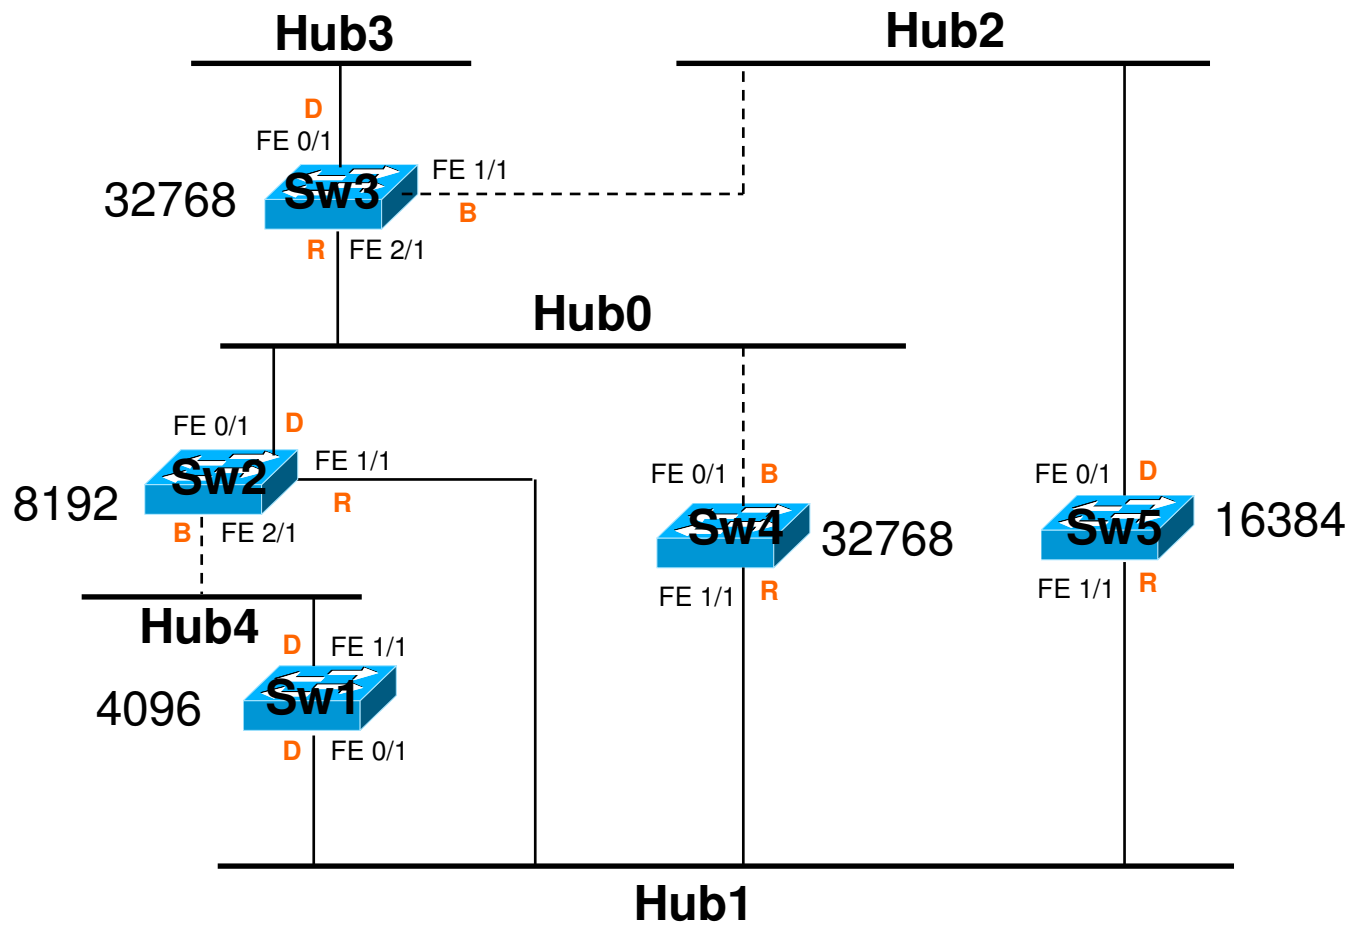 Hub3
Hub2
D
FE 0/1
FE 1/1
Sw3
32768
B
R
FE 2/1
Hub0
FE 0/1
D
FE 1/1
Sw2
R
8192
B
FE 2/1
FE 0/1
B
Sw4
32768
FE 1/1
R
FE 0/1
D
Sw5
16384
FE 1/1
R
Hub4
D
FE 1/1
Sw1
4096
D
FE 0/1
Hub1